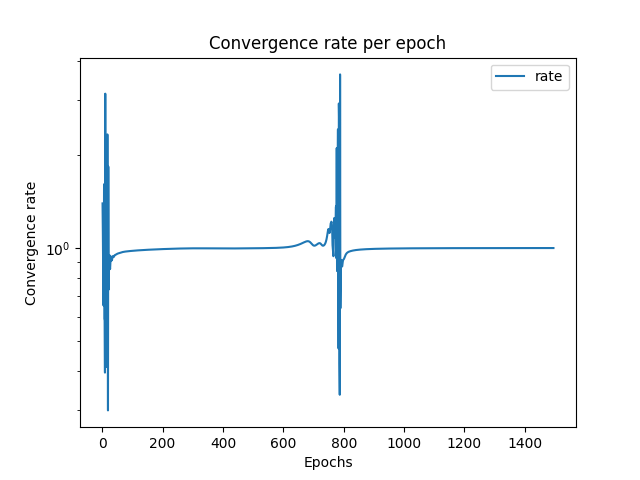 Convergence rate per epoch
rate
Convergence rate
10⁰
0 200 400 600 800 1000 1200 1400
Epochs